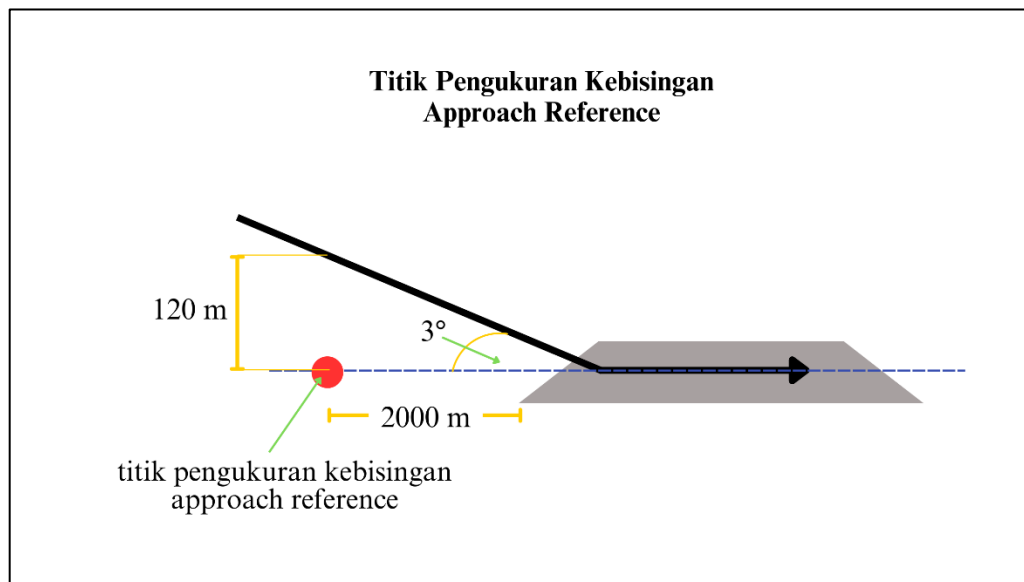 Titik Pengukuran Kebisingan
Approach Reference
120 m
3°
2000 m
titik pengukuran kebisingan
approach reference